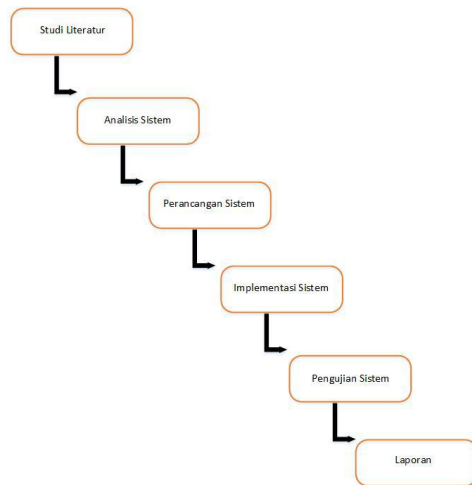 Studi Literatur
Analisis Sistem
Perancangan Sistem
Implementasi Sistem
Pengujian Sistem
Laporan